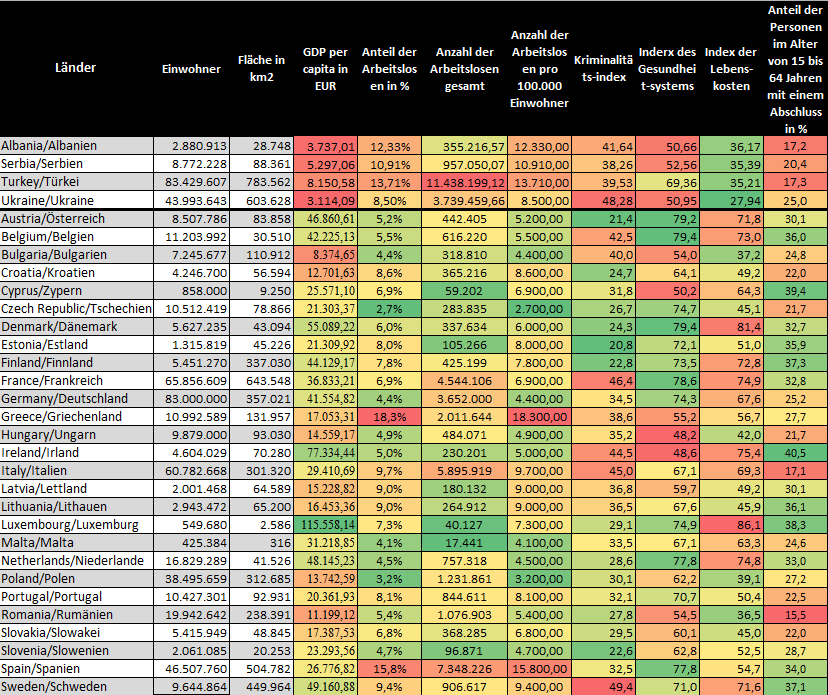 Länder Einwohner Fläche in km2 GDP per capita in EUR Anteil der Arbeitslosen in % Anzahl der Arbeitslosen gesamt Anzahl der Arbeitslosen pro 100.000 Einwohner Kriminalitäts-index Inderx des Gesundheit-systems Index der Lebens-kosten Anteil der Personen im Alter von 15 bis 64 Jahren mit einem Abschluss in %
Albania/Albanien 2.880.913 28.748 3.737,01 12,33% 355.216,57 12.330,00 41,64 50,66 36,17 17,2
Serbia/Serbien 8.772.228 88.361 5.297,06 10,91% 957.050,07 10.910,00 38,26 52,56 35,39 20,4
Turkey/Türkei 83.429.607 783.562 8.150,58 13,71% 11.438.199,12 13.710,00 39,53 69,36 35,21 17,3
Ukraine/Ukraine 43.993.643 603.628 3.114,09 8,50% 3.739.459,66 8.500,00 48,28 50,95 27,94 25,0
Austria/Österreich 8.507.786 83.858 46.860,61 5,2% 442.405 5.200,00 21,4 79,2 71,8 30,1
Belgium/Belgien 11.203.992 30.510 42.225,13 5,5% 616.220 5.500,00 42,5 79,4 73,0 36,0
Bulgaria/Bulgarien 7.245.677 110.912 8.374,65 4,4% 318.810 4.400,00 40,0 54,0 37,2 24,8
Croatia/Kroatien 4.246.700 56.594 12.701,63 8,6% 365.216 8.600,00 24,7 64,1 49,2 22,0
Cyprus/Zypern 858.000 9.250 25.571,10 6,9% 59.202 6.900,00 31,8 50,2 64,3 39,4
Czech Republic/Tschechien 10.512.419 78.866 21.303,37 2,7% 283.835 2.700,00 26,7 74,7 45,1 21,7
Denmark/Dänemark 5.627.235 43.094 55.089,22 6,0% 337.634 6.000,00 24,3 79,4 81,4 32,7
Estonia/Estland 1.315.819 45.226 21.309,92 8,0% 105.266 8.000,00 20,8 72,1 51,0 35,9
Finland/Finnland 5.451.270 337.030 44.129,17 7,8% 425.199 7.800,00 22,8 73,5 72,8 37,3
France/Frankreich 65.856.609 643.548 36.833,21 6,9% 4.544.106 6.900,00 46,4 78,6 74,9 32,8
Germany/Deutschland 83.000.000 357.021 41.554,82 4,4% 3.652.000 4.400,00 34,5 74,3 67,6 25,2
Greece/Griechenland 10.992.589 131.957 17.053,31 18,3% 2.011.644 18.300,00 38,6 55,2 56,7 27,7
Hungary/Ungarn 9.879.000 93.030 14.559,17 4,9% 484.071 4.900,00 35,2 48,2 42,0 21,7
Ireland/Irland 4.604.029 70.280 77.334,44 5,0% 230.201 5.000,00 44,5 48,6 75,4 40,5
Italy/Italien 60.782.668 301.320 29.410,69 9,7% 5.895.919 9.700,00 45,0 67,1 69,3 17,1
Latvia/Lettland 2.001.468 64.589 15.228,82 9,0% 180.132 9.000,00 36,8 59,7 49,2 30,1
Lithuania/Lithauen 2.943.472 65.200 16.453,36 9,0% 264.912 9.000,00 36,5 67,6 45,9 36,1
Luxembourg/Luxemburg 549.680 2.586 115.558,14 7,3% 40.127 7.300,00 29,1 74,9 86,1 38,3
Malta/Malta 425.384 316 31.218,85 4,1% 17.441 4.100,00 33,5 67,1 63,3 24,6
Netherlands/Niederlande 16.829.289 41.526 48.145,23 4,5% 757.318 4.500,00 28,6 77,8 74,8 33,0
Poland/Polen 38.495.659 312.685 13.742,59 3,2% 1.231.861 3.200,00 30,1 62,2 39,1 27,2
Portugal/Portugal 10.427.301 92.931 20.361,93 8,1% 844.611 8.100,00 32,1 70,7 50,4 22,5
Romania/Rumänien 19.942.642 238.391 11.199,12 5,4% 1.076.903 5.400,00 27,8 54,5 36,5 15,5
Slovakia/Slowakei 5.415.949 48.845 17.387,53 6,8% 368.285 6.800,00 29,5 60,1 45,0 22,0
Slovenia/Slowenien 2.061.085 20.253 23.293,56 4,7% 96.871 4.700,00 22,6 62,8 52,5 28,7
Spain/Spanien 46.507.760 504.782 26.776,82 15,8% 7.348.226 15.800,00 32,5 77,8 54,7 34,0
Sweden/Schweden 9.644.864 449.964 49.160,88 9,4% 906.617 9.400,00 49,4 71,0 71,6 37,1